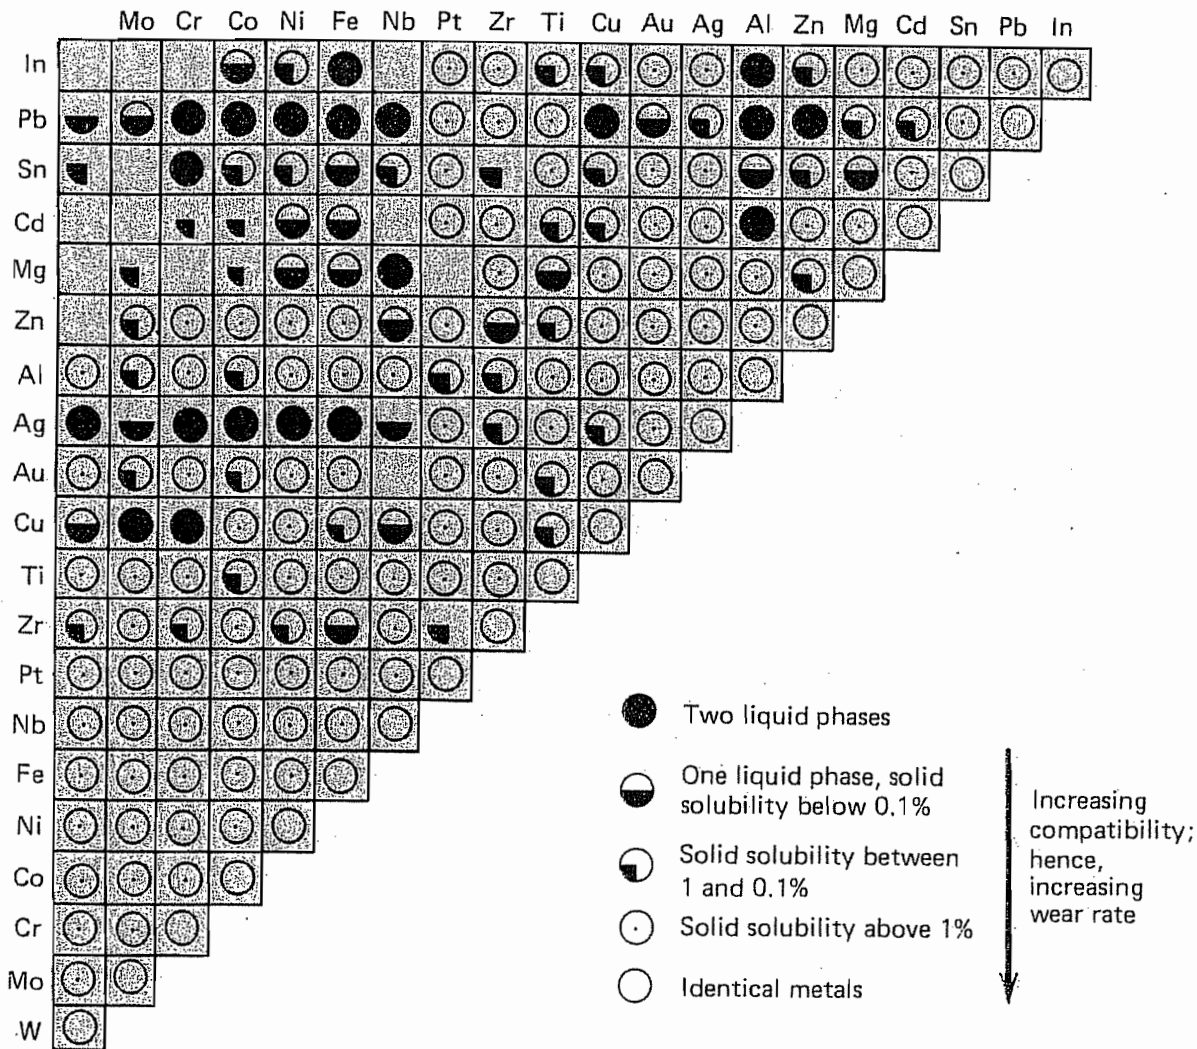 Mo Cr Co Ni Fe Nb Pt Zr Ti Cu Au Ag Al Zn Mg Cd Sn Pb In
In
Pb
Sn
Cd
Mg
Zn
Al
Ag
Au
Cu
Ti
Zr
Pt
Nb
Fe
Ni
Co
Cr
Mo
W
Two liquid phases
One liquid phase, solid
solubility below 0.1%
Solid solubility between
1 and 0.1%
Solid solubility above 1%
Identical metals
Increasing
compatibility;
hence,
increasing
wear rate